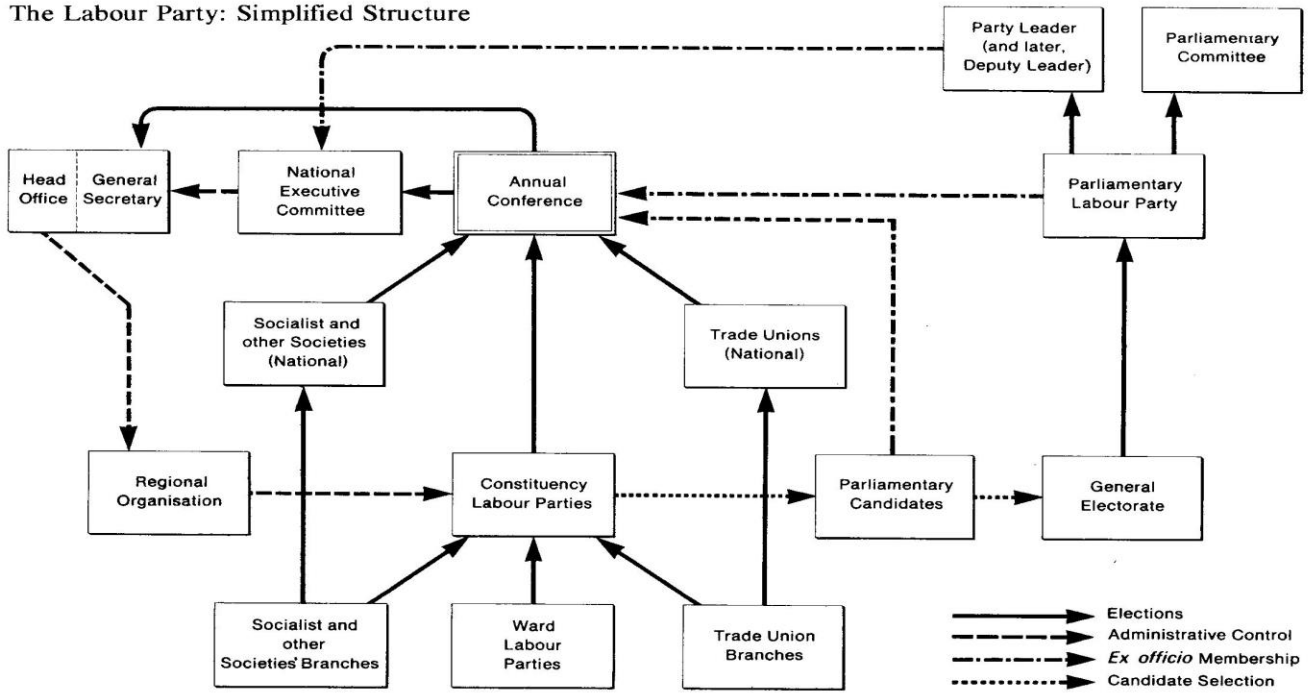 The Labour Party: Simplified Structure
Party Leader
(and later,
Deputy Leader)
Parliamentary
Committee
Head
Office
General
Secretary
National
Executive
Committee
Annual
Conference
Parliamentary
Labour Party
Socialist and
other Societies
(National)
Trade Unions
(National)
Regional
Organisation
Constituency
Labour Parties
Parliamentary
Candidates
General
Electorate
Socialist and
other
Societies' Branches
Ward
Labour
Parties
Trade Union
Branches
Elections
Administrative Control
Ex officio Membership
Candidate Selection